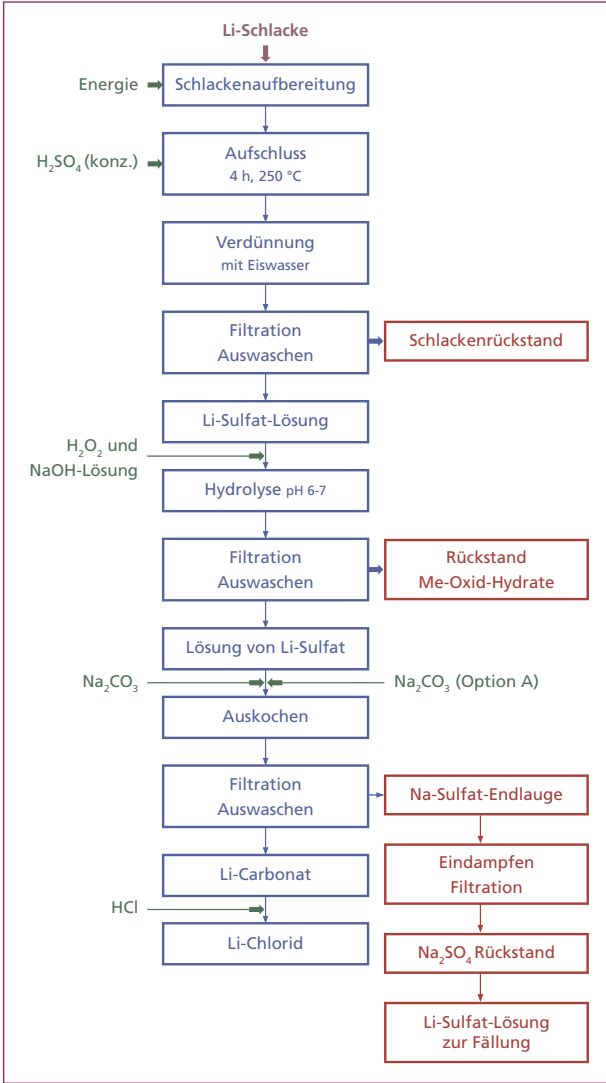 Li-Schlacke
Energie
Schlackenaufbereitung
H₂SO₄ (konz.)
Aufschluss
4 h, 250 °C
Verdünnung
mit Eiswasser
Filtration
Auswaschen
Schlackenrückstand
Li-Sulfat-Lösung
H₂O₂ und
NaOH-Lösung
Hydrolyse pH 6-7
Filtration
Auswaschen
Rückstand
Me-Oxid-Hydrate
Lösung von Li-Sulfat
Na₂CO₃
Na₂CO₃ (Option A)
Auskochen
Filtration
Auswaschen
Na-Sulfat-Endlauge
Li-Carbonat
Eindampfen
Filtration
HCl
Li-Chlorid
Na₂SO₄ Rückstand
Li-Sulfat-Lösung
zur Fällung